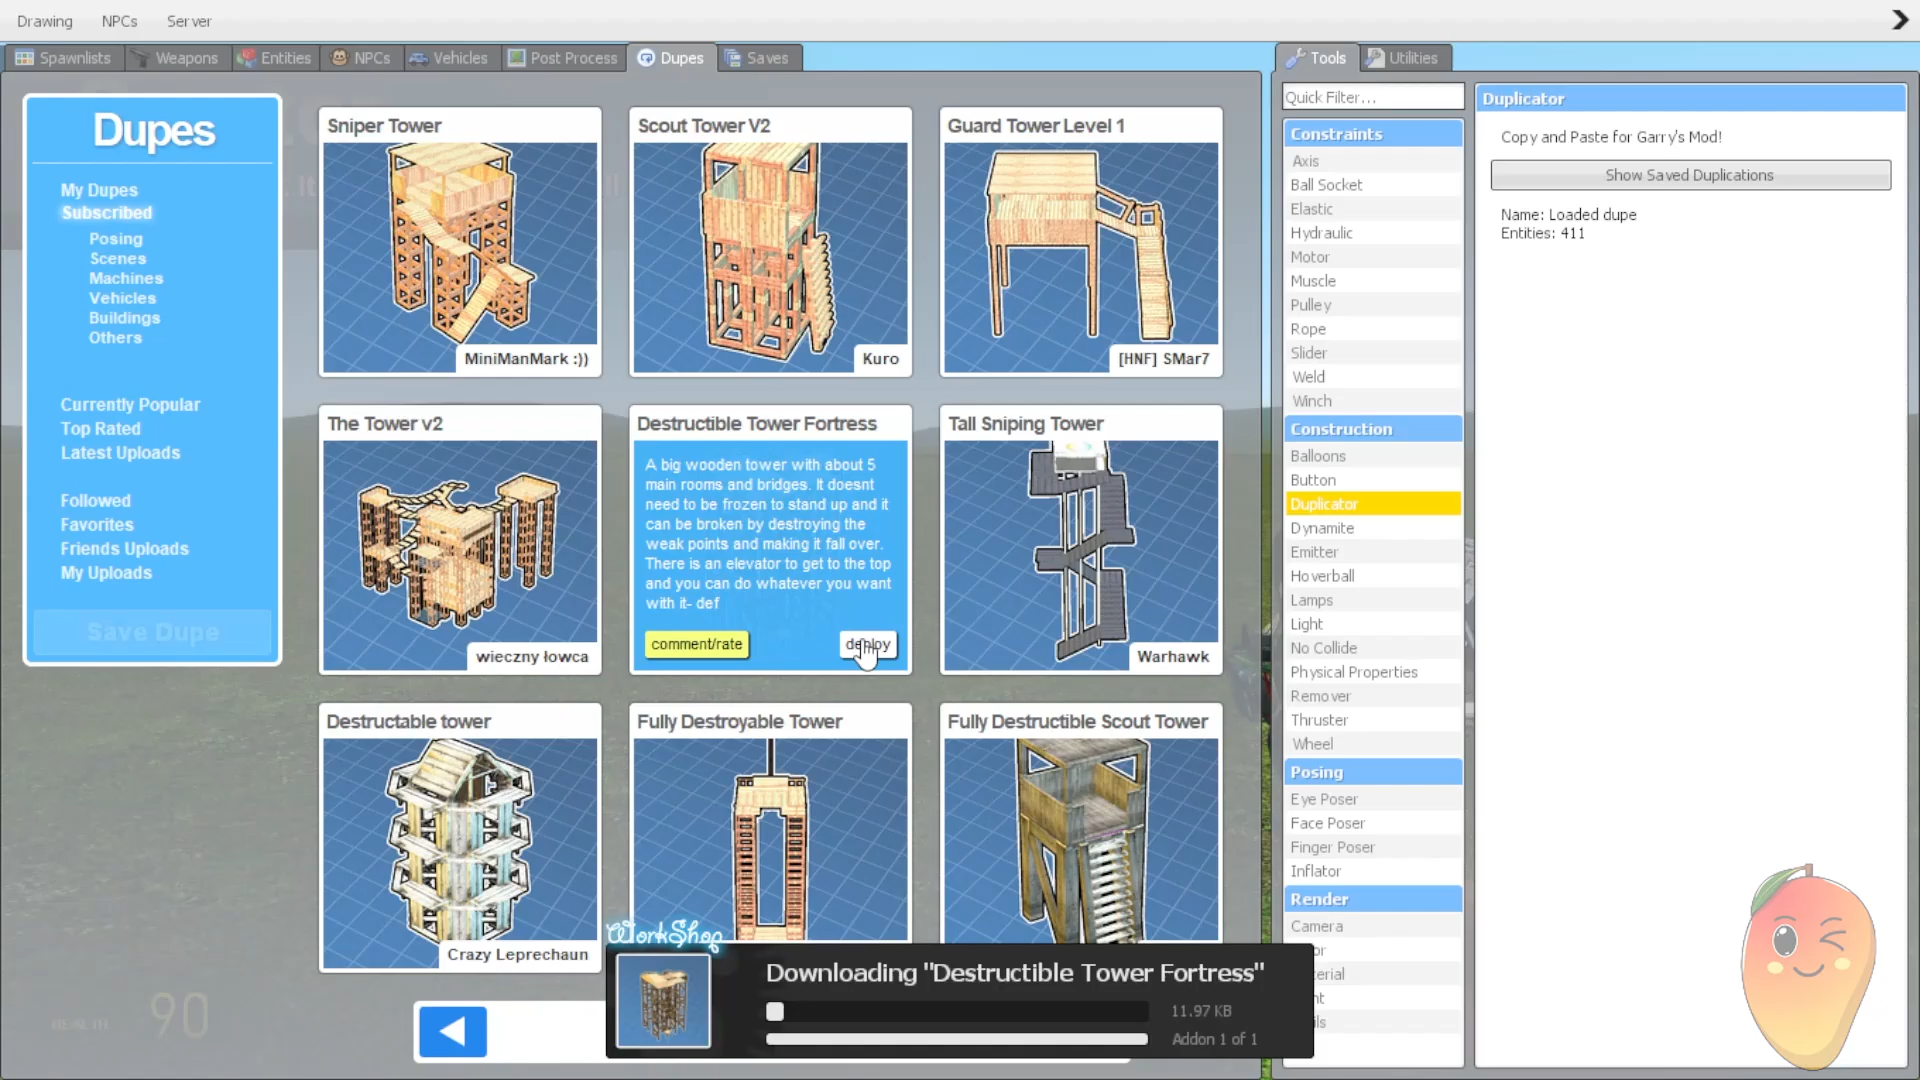 Drawing NPCs Server
Spawnlists Weapons Entities NPCs Vehicles Post Process Dupes Saves
Tools Utilities
Dupes
My Dupes
Subscribed
Posing
Scenes
Machines
Vehicles
Buildings
Others
Currently Popular
Top Rated
Latest Uploads
Followed
Favorites
Friends Uploads
My Uploads
Save Dupe
Sniper Tower
MiniManMark :))
Scout Tower V2
Kuro
Guard Tower Level 1
[HNF] SMar7
The Tower v2
wieczny łowca
Destructible Tower Fortress
A big wooden tower with about 5
main rooms and bridges. It doesnt
need to be frozen to stand up and it
can be broken by destroying the
weak points and making it fall over.
There is an elevator to get to the top
and you can do whatever you want
with it- def
comment/rate
deploy
Tall Sniping Tower
Warhawk
Destructable tower
Crazy Leprechaun
Fully Destroyable Tower
Fully Destructible Scout Tower
WorkShop
Downloading "Destructible Tower Fortress"
11.97 KB
Addon 1 of 1
HEALTH 90
Quick Filter...
Constraints
Axis
Ball Socket
Elastic
Hydraulic
Motor
Muscle
Pulley
Rope
Slider
Weld
Winch
Construction
Balloons
Button
Duplicator
Dynamite
Emitter
Hoverball
Lamps
Light
No Collide
Physical Properties
Remover
Thruster
Wheel
Posing
Eye Poser
Face Poser
Finger Poser
Inflator
Render
Camera
Duplicator
Copy and Paste for Garry's Mod!
Show Saved Duplications
Name: Loaded dupe
Entities: 411